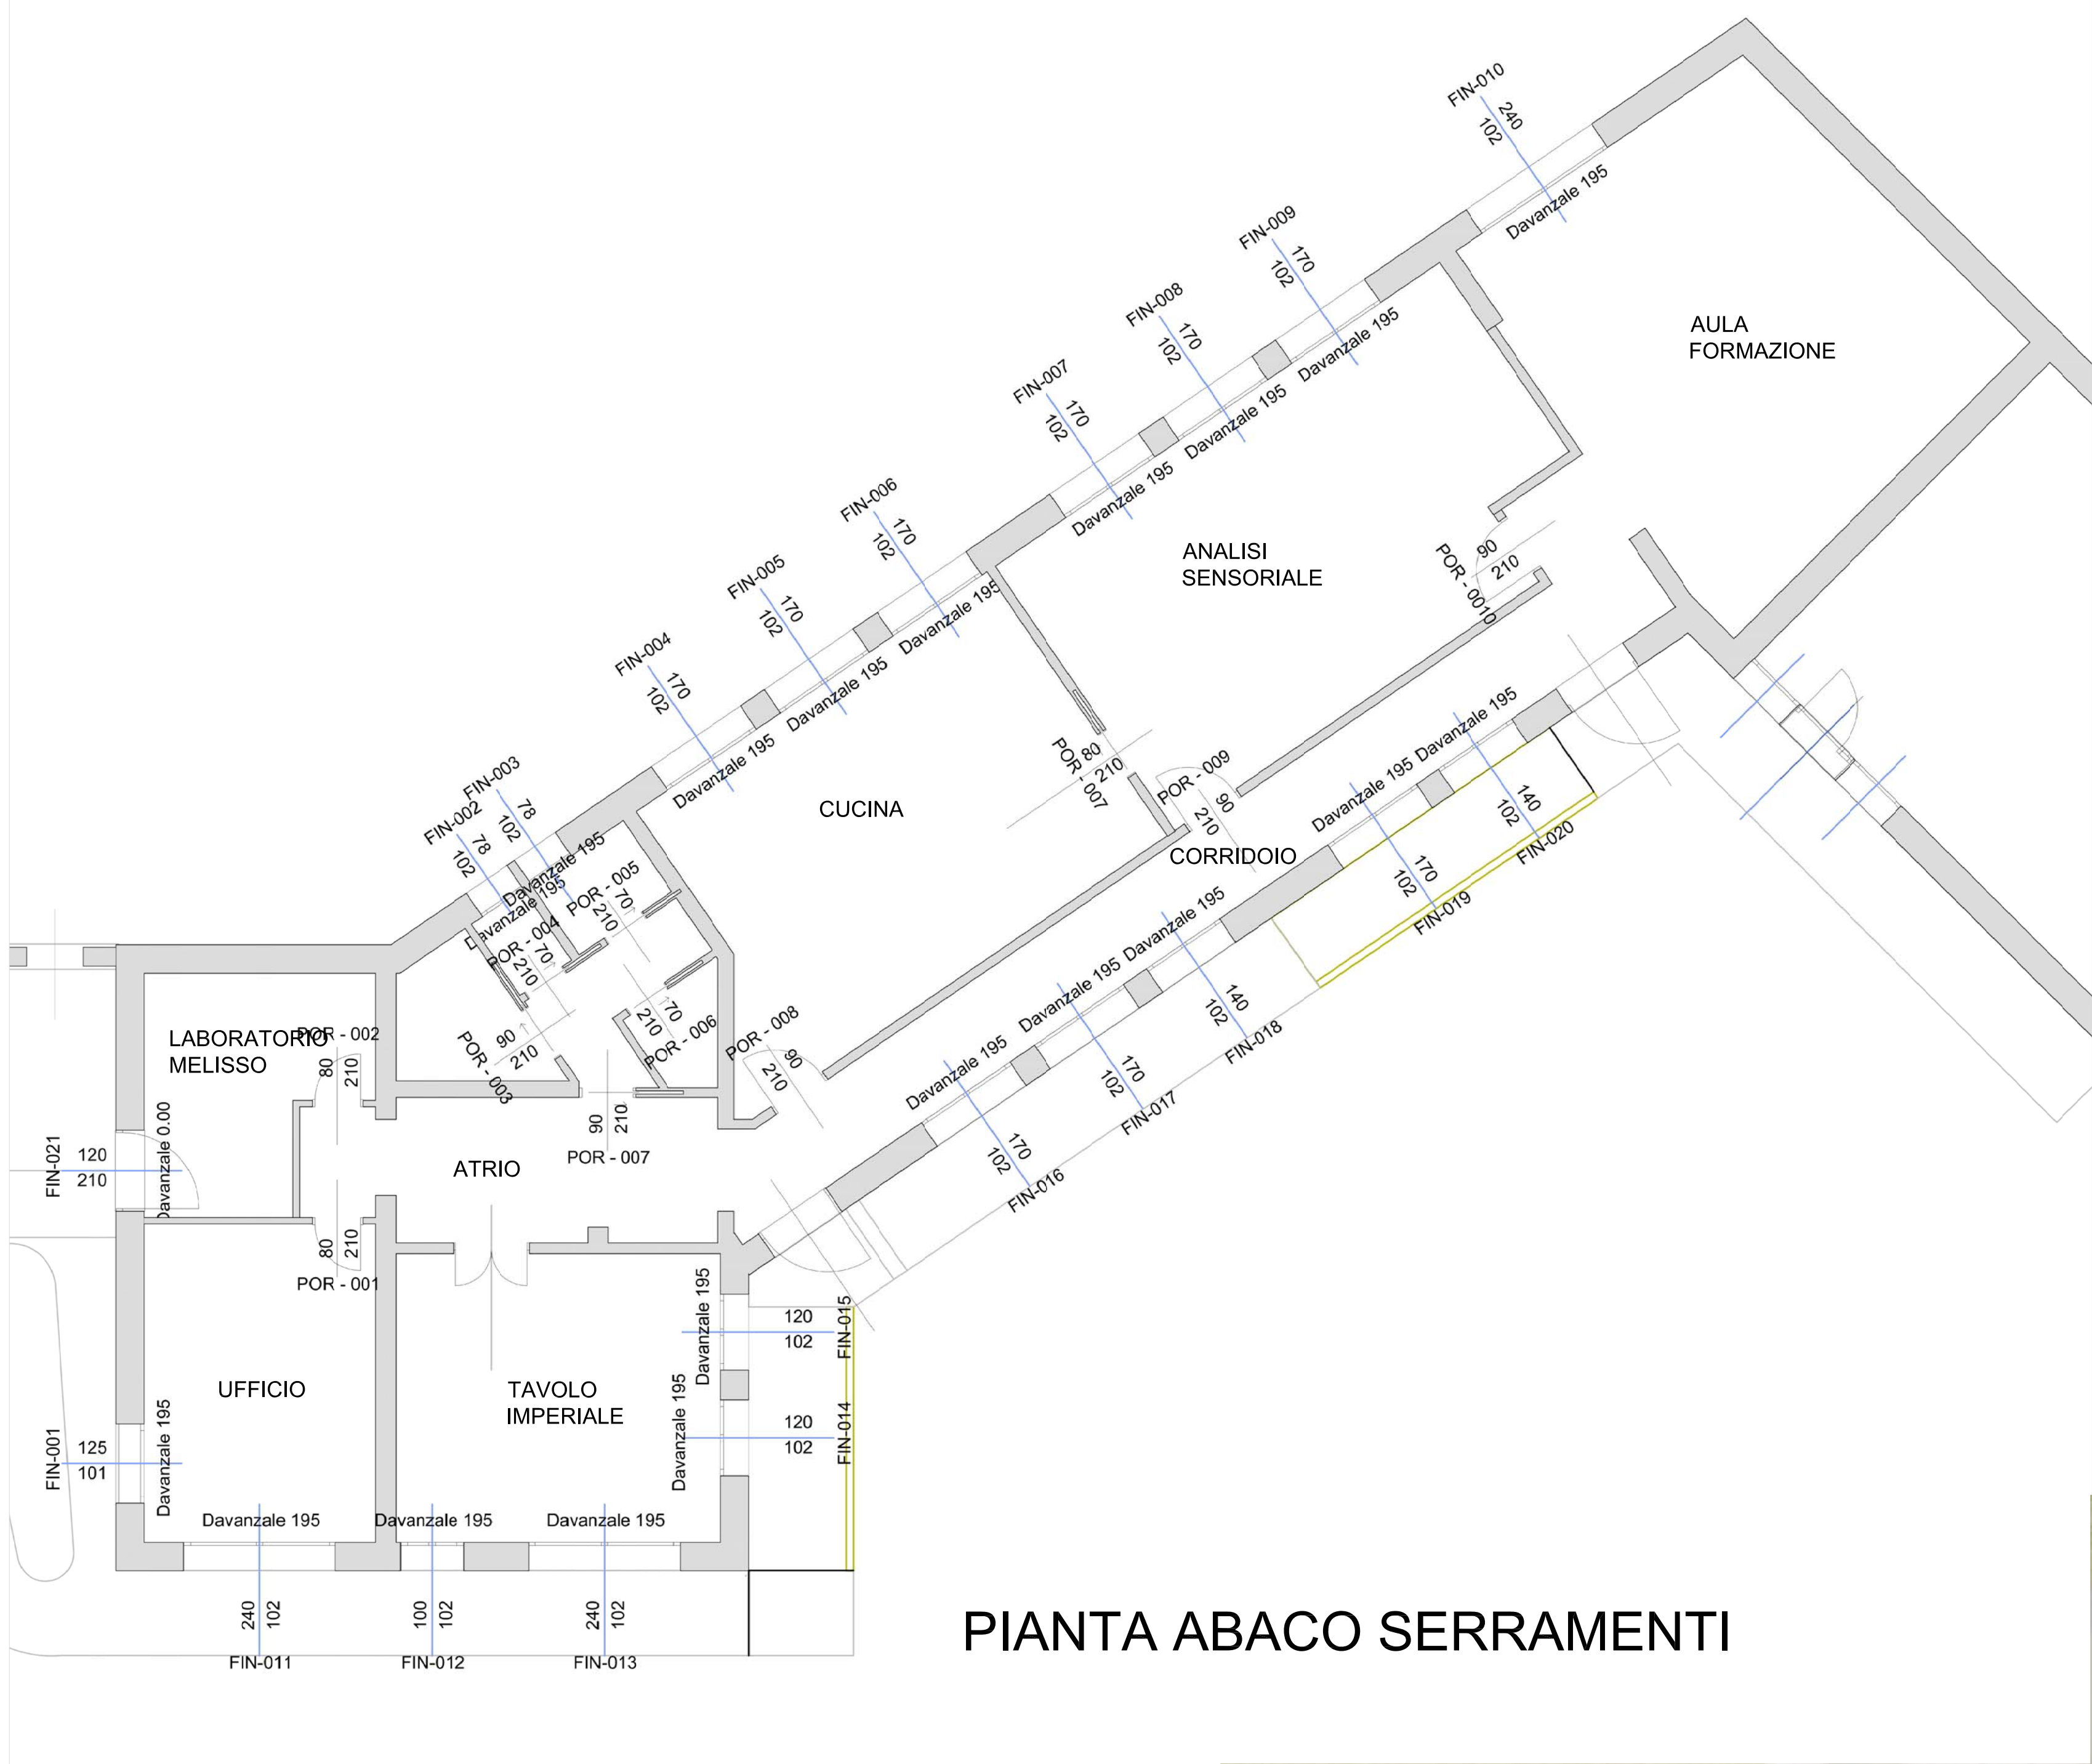 FIN-010
240
102
Davanzale 195
FIN-009
170
102
Davanzale 195
FIN-008
170
102
Davanzale 195
FIN-007
170
102
Davanzale 195
FIN-006
170
102
Davanzale 195
FIN-005
170
102
Davanzale 195
FIN-004
170
102
Davanzale 195
FIN-003
78
102
Davanzale 195
FIN-002
78
102
Davanzale 195
AULA
FORMAZIONE
ANALISI
SENSORIALE
POR - 0010
90
210
CUCINA
POR - 007
80
210
POR - 009
90
210
CORRIDOIO
POR - 005
70
210
POR - 004
70
210
POR - 003
90
210
POR - 006
70
210
POR - 008
90
210
LABORATORIO
MELISSO
POR - 002
80
210
FIN-021
120
210
Davanzale 0.00
ATRIO
90
210
POR - 007
80
210
POR - 001
UFFICIO
TAVOLO
IMPERIALE
FIN-001
125
101
Davanzale 195
Davanzale 195
240
102
FIN-011
Davanzale 195
100
102
FIN-012
Davanzale 195
240
102
FIN-013
Davanzale 195
120
102
FIN-014
Davanzale 195
120
102
FIN-015
Davanzale 195
170
102
FIN-016
Davanzale 195
170
102
FIN-017
Davanzale 195
140
102
FIN-018
Davanzale 195
170
102
FIN-019
Davanzale 195
140
102
FIN-020
PIANTA ABACO SERRAMENTI